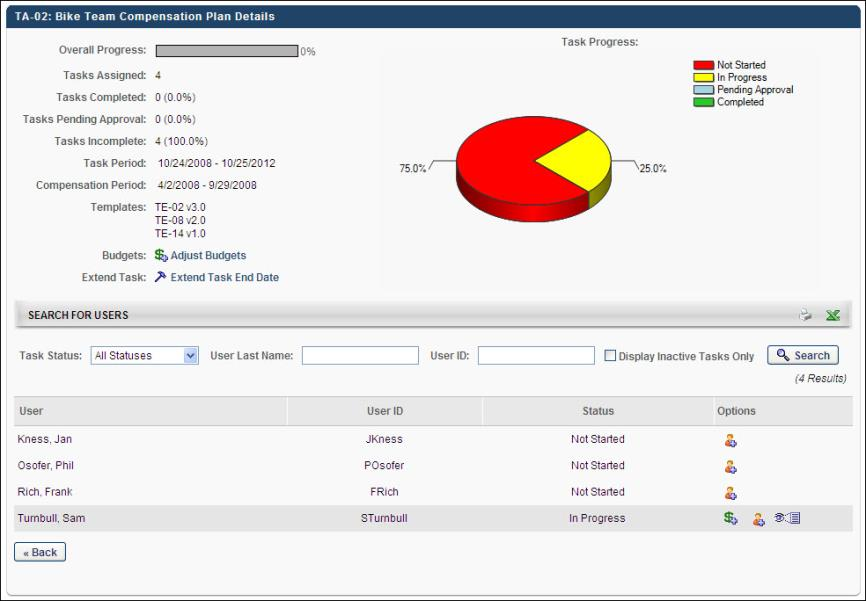 TA-02: Bike Team Compensation Plan Details
Overall Progress: 0%
Tasks Assigned: 4
Tasks Completed: 0 (0.0%)
Tasks Pending Approval: 0 (0.0%)
Tasks Incomplete: 4 (100.0%)
Task Period: 10/24/2008 - 10/25/2012
Compensation Period: 4/2/2008 - 9/29/2008
Templates: TE-02 v3.0
TE-08 v2.0
TE-14 v1.0
Budgets: Adjust Budgets
Extend Task: Extend Task End Date
Task Progress:
Not Started
In Progress
Pending Approval
Completed
75.0%
25.0%
SEARCH FOR USERS
Task Status: All Statuses User Last Name: User ID: Display Inactive Tasks Only Search
(4 Results)
User User ID Status Options
Kness, Jan JKness Not Started
Osofer, Phil POsofer Not Started
Rich, Frank FRich Not Started
Turnbull, Sam STurnbull In Progress
« Back